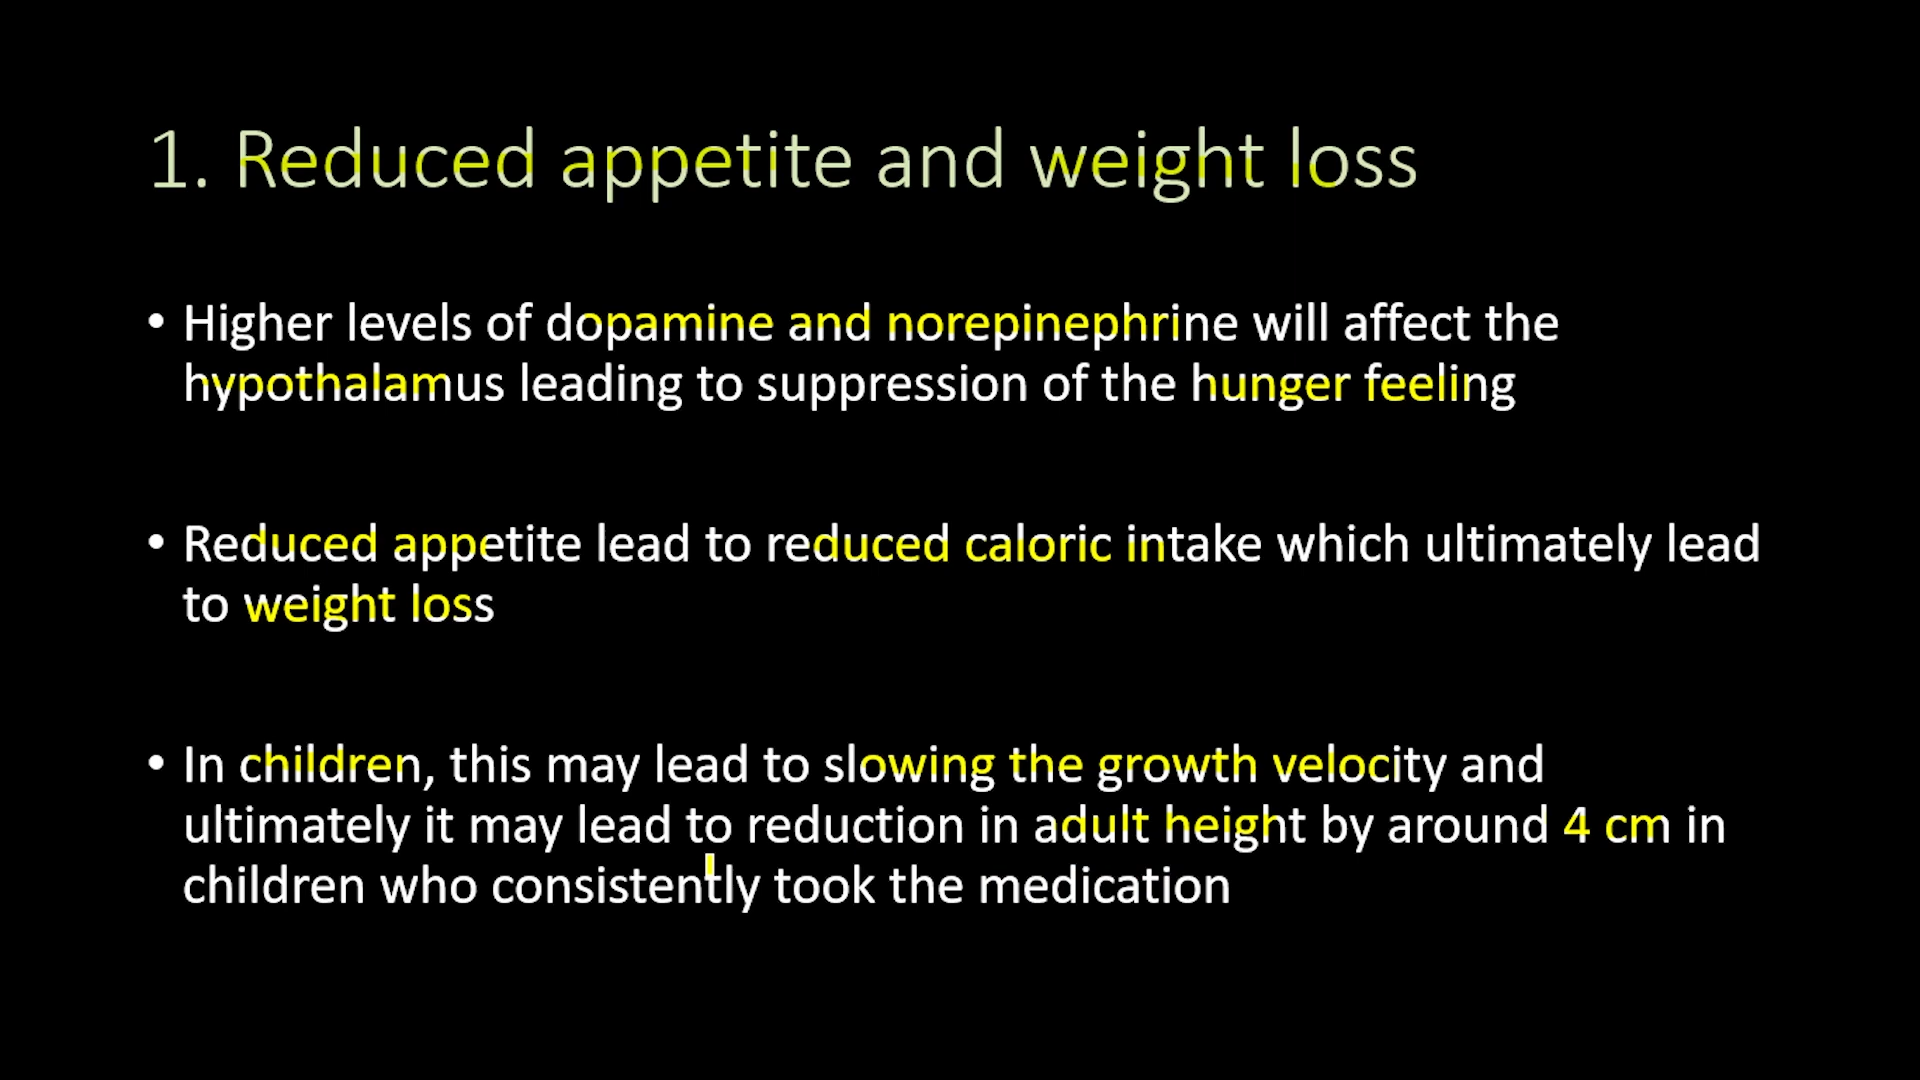 1. Reduced appetite and weight loss
• Higher levels of dopamine and norepinephrine will affect the
hypothalamus leading to suppression of the hunger feeling
• Reduced appetite lead to reduced caloric intake which ultimately lead
to weight loss
• In children, this may lead to slowing the growth velocity and
ultimately it may lead to reduction in adult height by around 4 cm in
children who consistently took the medication